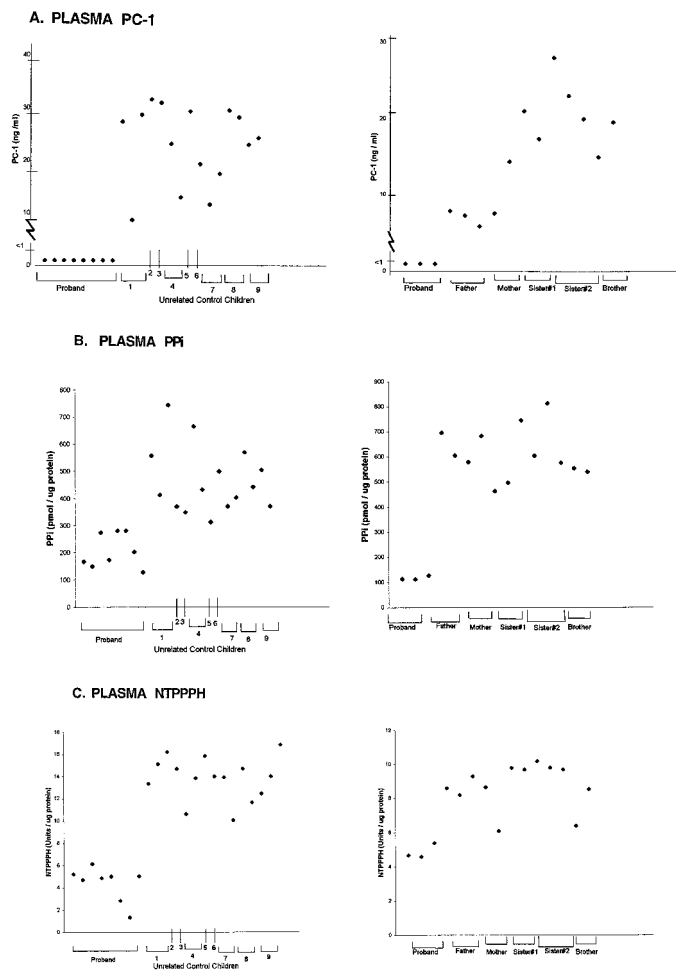 A. PLASMA PC-1
PC-1 (ng /ml)
40
30
20
10
<1
0
Proband
1
2
3
4
5
6
7
8
9
Unrelated Control Children
PC-1 (ng / ml)
30
20
10
<1
0
Proband
Father
Mother
Sister#1
Sister#2
Brother
B. PLASMA PPi
PPi (pmol / ug protein)
800
700
600
500
400
300
200
100
0
Proband
1
2
3
4
5
6
7
8
9
Unrelated Control Children
PPi (pmol / ug protein)
900
800
700
600
500
400
300
200
100
0
Proband
Father
Mother
Sister#1
Sister#2
Brother
C. PLASMA NTPPPH
NTPPPH (Units / ug protein)
16
15
14
12
10
8
6
4
2
0
Proband
1
2
3
4
5
6
7
8
9
Unrelated Control Children
NTPPPH (Units / ug protein)
12
10
8
6
4
2
0
Proband
Father
Mother
Sister#1
Sister#2
Brother